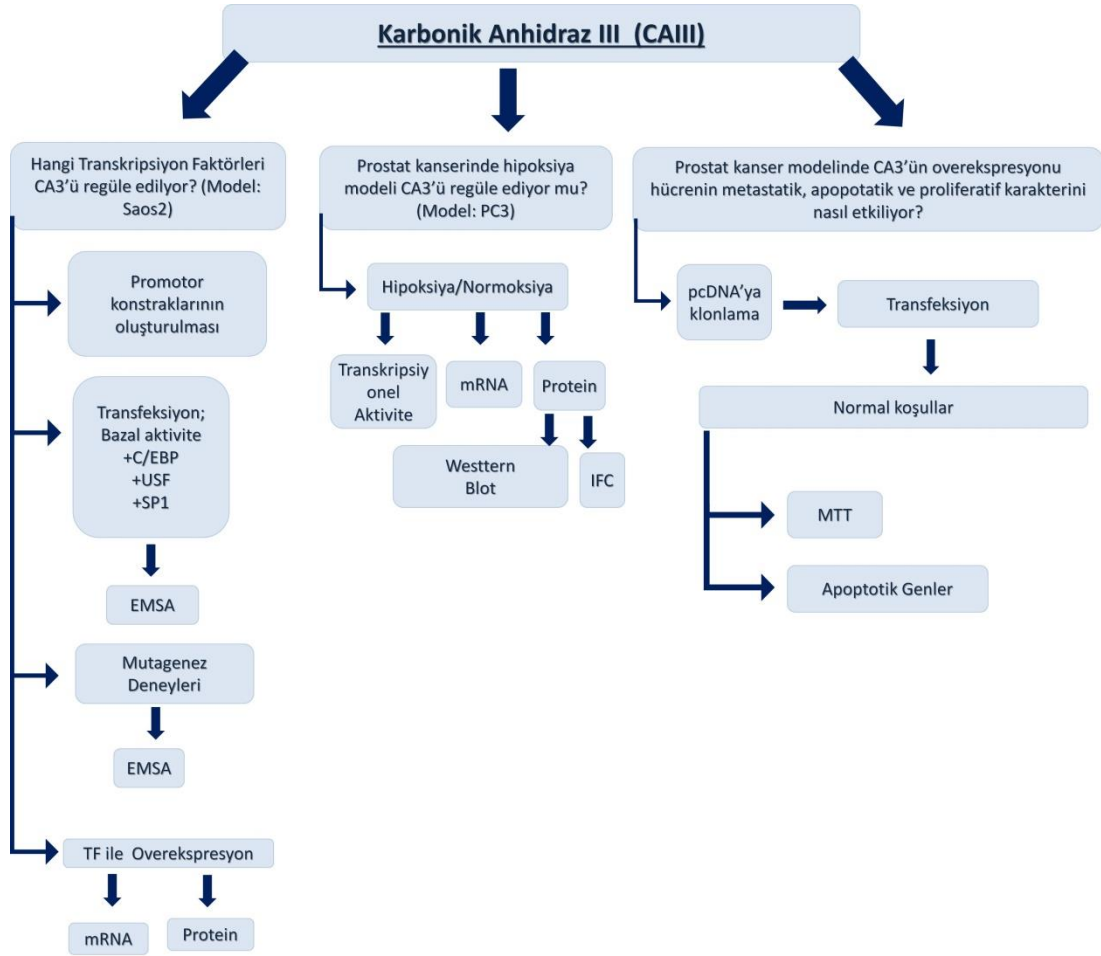 Karbonik Anhidraz III (CAIII)
Hangi Transkripsiyon Faktörleri
CA3’ü regüle edilyor? (Model:
Saos2)
Promotor
konstraklarının
oluşturulması
Transfeksiyon;
Bazal aktivite
+C/EBP
+USF
+SP1
EMSA
Mutagenez
Deneyleri
EMSA
TF ile Overekspresyon
mRNA
Protein
Prostat kanserinde hipoksiya
modeli CA3’ü regüle ediyor mu?
(Model: PC3)
Hipoksiya/Normoksiya
Transkripsiy
onel
Aktivite
mRNA
Protein
Westtern
Blot
IFC
Prostat kanser modelinde CA3’ün overekspresyonu
hücrenin metastatik, apopotatik ve proliferatif karakterini
nasıl etkiliyor?
pcDNA’ya
klonlama
Transfeksiyon
Normal koşullar
MTT
Apoptotik Genler